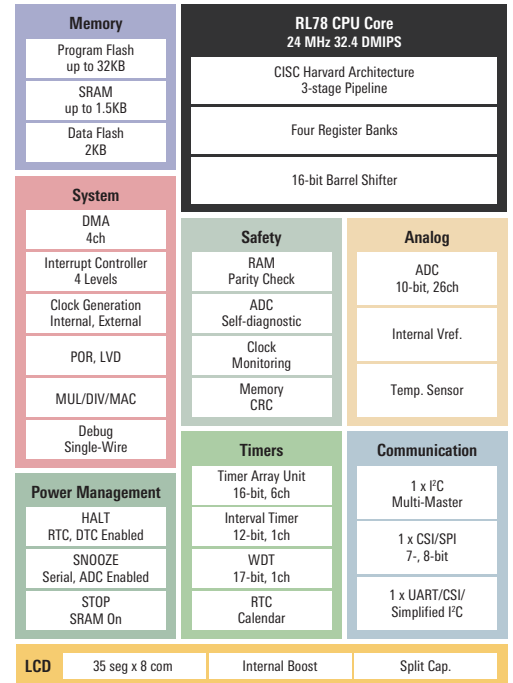 Memory
Program Flash
up to 32KB
SRAM
up to 1.5KB
Data Flash
2KB
RL78 CPU Core
24 MHz 32.4 DMIPS
CISC Harvard Architecture
3-stage Pipeline
Four Register Banks
16-bit Barrel Shifter
System
DMA
4ch
Interrupt Controller
4 Levels
Clock Generation
Internal, External
POR, LVD
MUL/DIV/MAC
Debug
Single-Wire
Safety
RAM
Parity Check
ADC
Self-diagnostic
Clock
Monitoring
Memory
CRC
Analog
ADC
10-bit, 26ch
Internal Vref.
Temp. Sensor
Power Management
HALT
RTC, DTC Enabled
SNOOZE
Serial, ADC Enabled
STOP
SRAM On
Timers
Timer Array Unit
16-bit, 6ch
Interval Timer
12-bit, 1ch
WDT
17-bit, 1ch
RTC
Calendar
Communication
1 x I²C
Multi-Master
1 x CSI/SPI
7-, 8-bit
1 x UART/CSI/
Simplified I²C
LCD
35 seg x 8 com
Internal Boost
Split Cap.